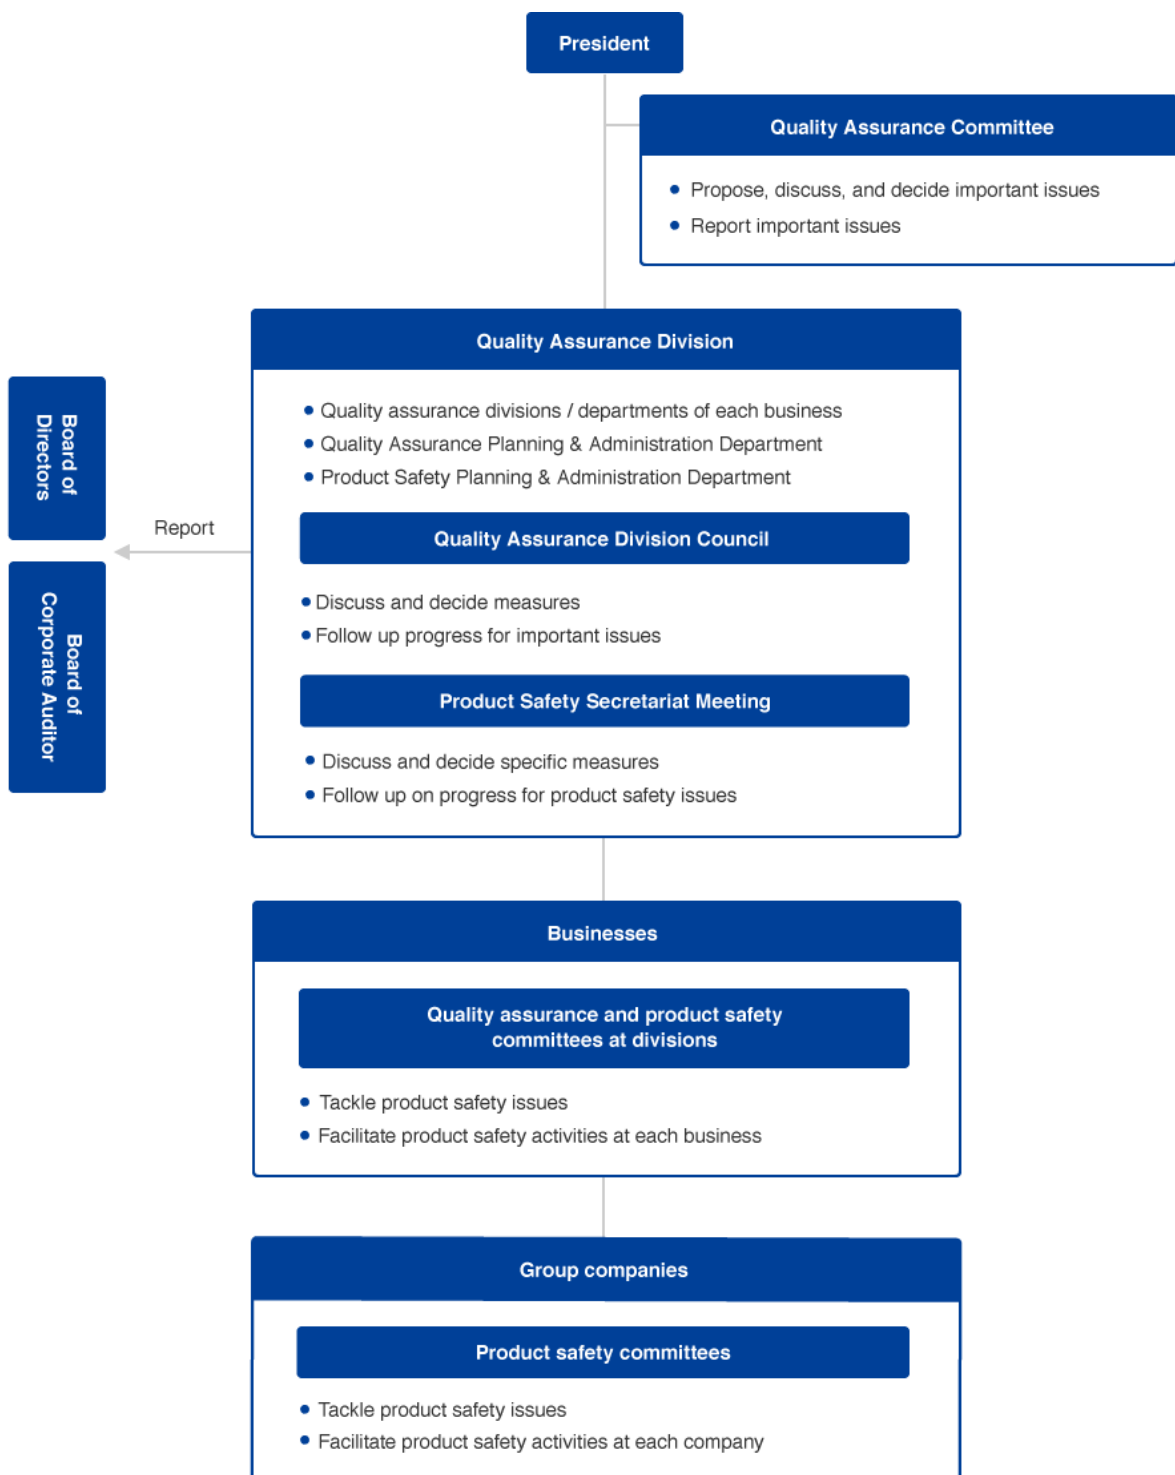 President
Quality Assurance Committee
Propose, discuss, and decide important issues
Report important issues
Quality Assurance Division
Quality assurance divisions / departments of each business
Quality Assurance Planning & Administration Department
Product Safety Planning & Administration Department
Quality Assurance Division Council
Discuss and decide measures
Follow up progress for important issues
Product Safety Secretariat Meeting
Discuss and decide specific measures
Follow up on progress for product safety issues
Report
Board of
Directors
Board of
Corporate Auditor
Businesses
Quality assurance and product safety
committees at divisions
Tackle product safety issues
Facilitate product safety activities at each business
Group companies
Product safety committees
Tackle product safety issues
Facilitate product safety activities at each company